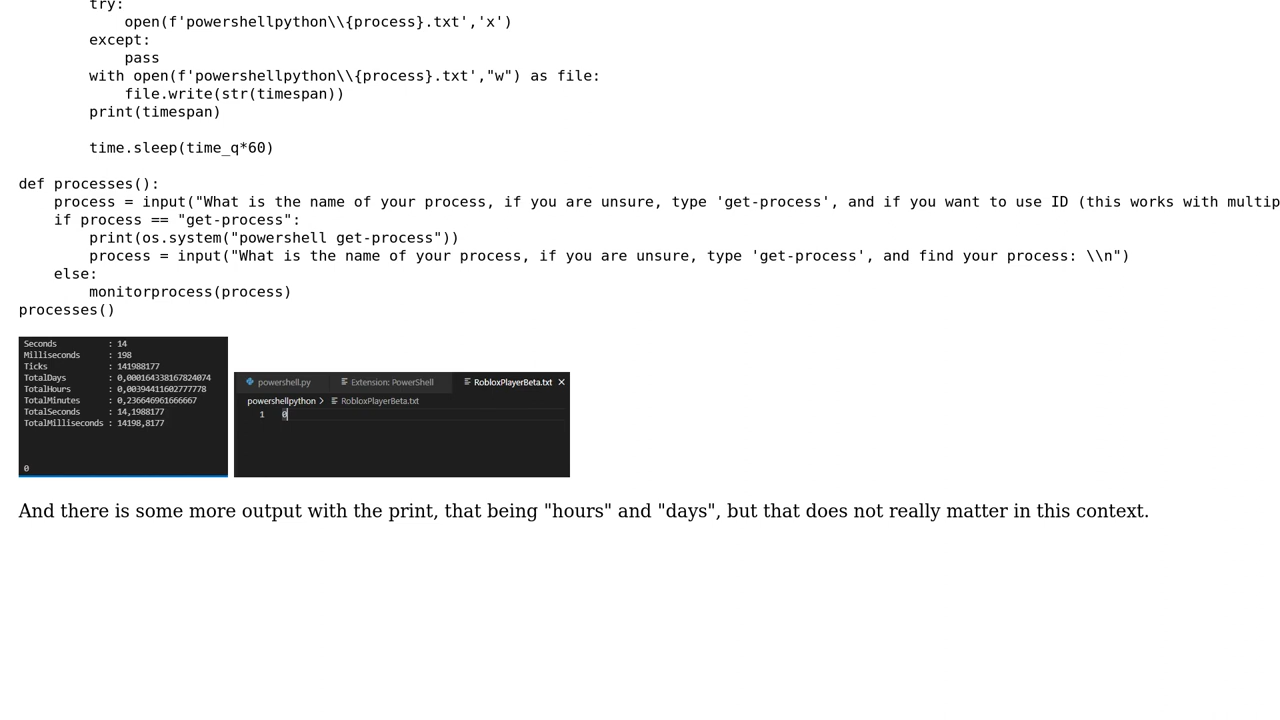 try:
open(f'powershellpython\\{process}.txt','x')
except:
pass
with open(f'powershellpython\\{process}.txt',"w") as file:
file.write(str(timespan))
print(timespan)
time.sleep(time_q*60)
def processes():
process = input("What is the name of your process, if you are unsure, type 'get-process', and if you want to use ID (this works with multip
if process == "get-process":
print(os.system("powershell get-process"))
process = input("What is the name of your process, if you are unsure, type 'get-process', and find your process: \\n")
else:
monitorprocess(process)
processes()
Seconds : 14
Milliseconds : 198
Ticks : 141988177
TotalDays : 0,000164338167824074
TotalHours : 0,00394411602777778
TotalMinutes : 0,236646961666667
TotalSeconds : 14,1988177
TotalMilliseconds : 14198,8177
0
powershell.py Extension: PowerShell RobloxPlayerBeta.txt ×
powershellpython > RobloxPlayerBeta.txt
1 0
And there is some more output with the print, that being "hours" and "days", but that does not really matter in this context.